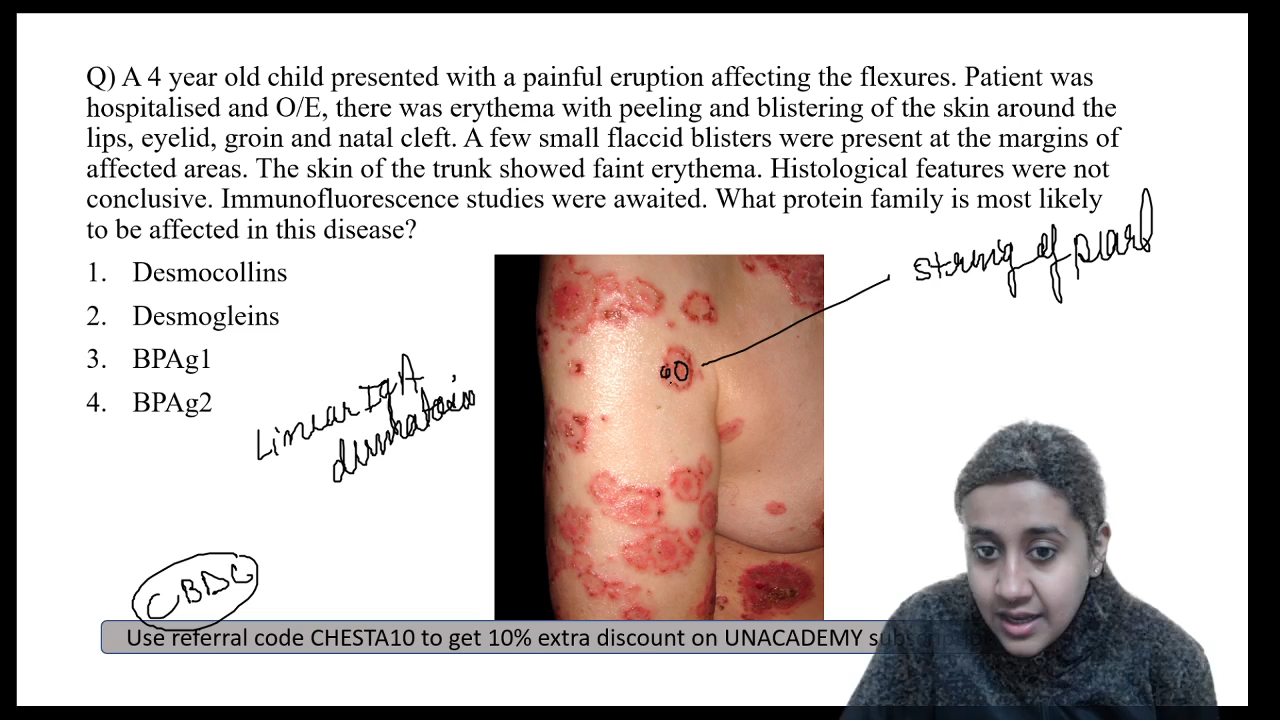 Q) A 4 year old child presented with a painful eruption affecting the flexures. Patient was
hospitalised and O/E, there was erythema with peeling and blistering of the skin around the
lips, eyelid, groin and natal cleft. A few small flaccid blisters were present at the margins of
affected areas. The skin of the trunk showed faint erythema. Histological features were not
conclusive. Immunofluorescence studies were awaited. What protein family is most likely
to be affected in this disease?
1. Desmocollins
2. Desmogleins
3. BPAg1
4. BPAg2
string of pearl
Linear IgA
CBDC
Use referral code CHESTA10 to get 10% extra discount on UNACADEMY